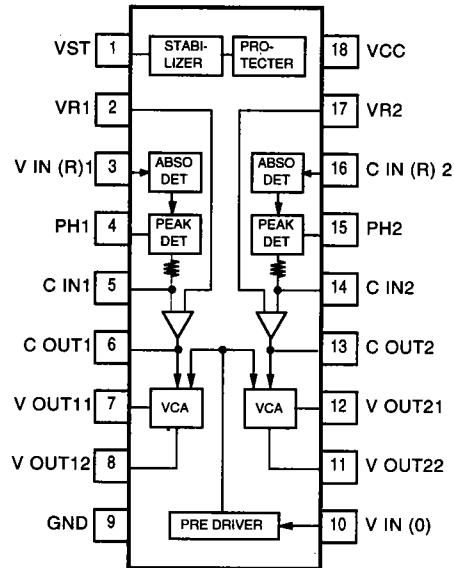 VST 1 STABI- PRO- 18 VCC
LIZER TECTER
VR1 2 17 VR2
V IN (R)1 3 ABSO ABSO 16 C IN (R) 2
DET DET
PH1 4 PEAK PEAK 15 PH2
DET DET
C IN1 5 14 C IN2
C OUT1 6 13 C OUT2
V OUT11 7 VCA VCA 12 V OUT21
V OUT12 8 11 V OUT22
GND 9 PRE DRIVER 10 V IN (0)